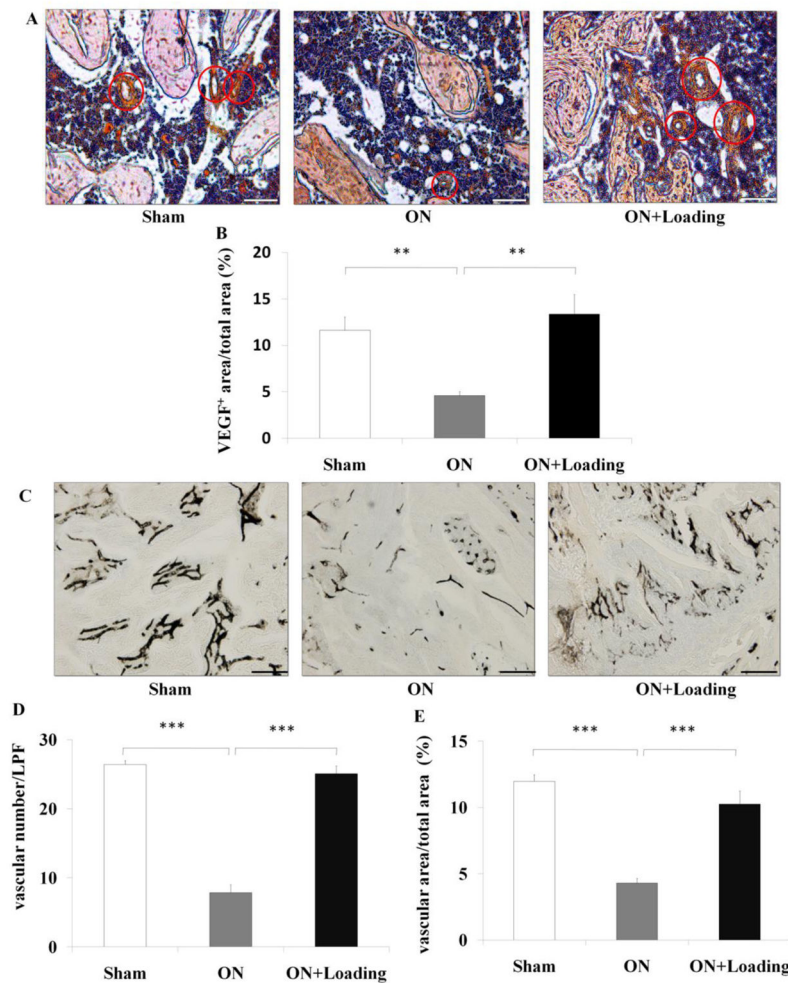 A
Sham
ON
ON+Loading
B
VEGF⁺ area/total area (%)
20
15
10
5
0
**
**
Sham
ON
ON+Loading
C
Sham
ON
ON+Loading
D
vascular number/LPF
30
20
10
0
***
***
Sham
ON
ON+Loading
E
vascular area/total area (%)
15
10
5
0
***
***
Sham
ON
ON+Loading